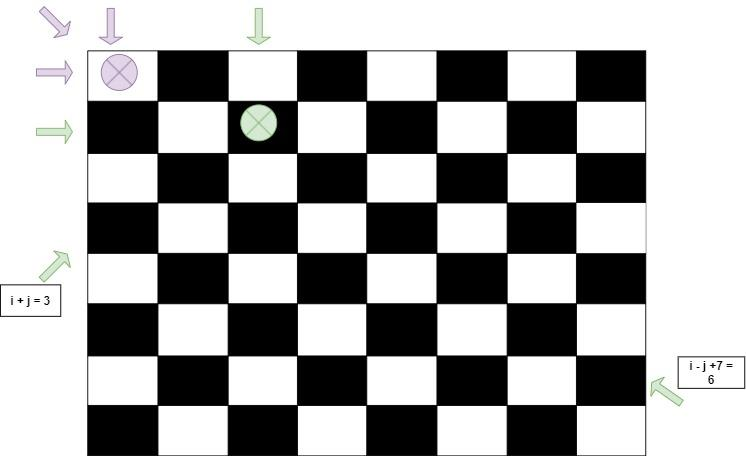 i + j = 3
i - j +7 =
6